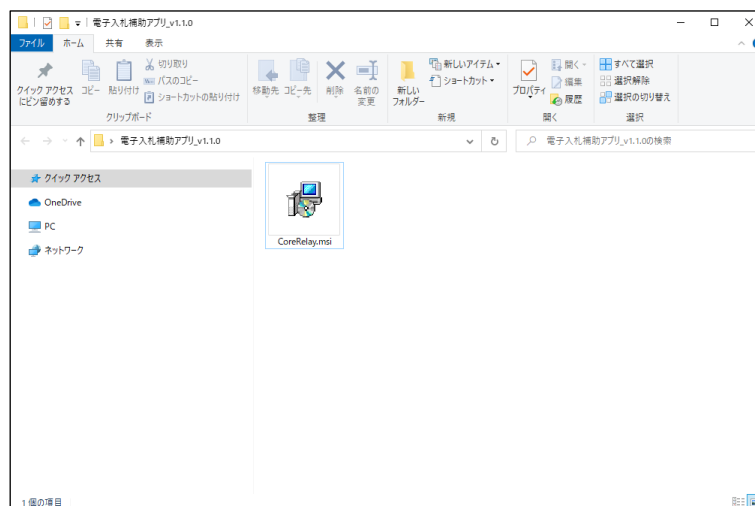 電子入札補助アプリ_v1.1.0
ファイル ホーム 共有 表示
クイック アクセス
にピン留めする
コピー
貼り付け
切り取り
パスのコピー
ショートカットの貼り付け
クリップボード
移動先
コピー先
削除
名前の
変更
整理
新しい
フォルダー
新しいアイテム
ショートカット
新規
プロパティ
開く
編集
履歴
開く
すべて選択
選択解除
選択の切り替え
選択
電子入札補助アプリ_v1.1.0
電子入札補助アプリ_v1.1.0の検索
クイック アクセス
OneDrive
PC
ネットワーク
CoreRelay.msi
1 個の項目